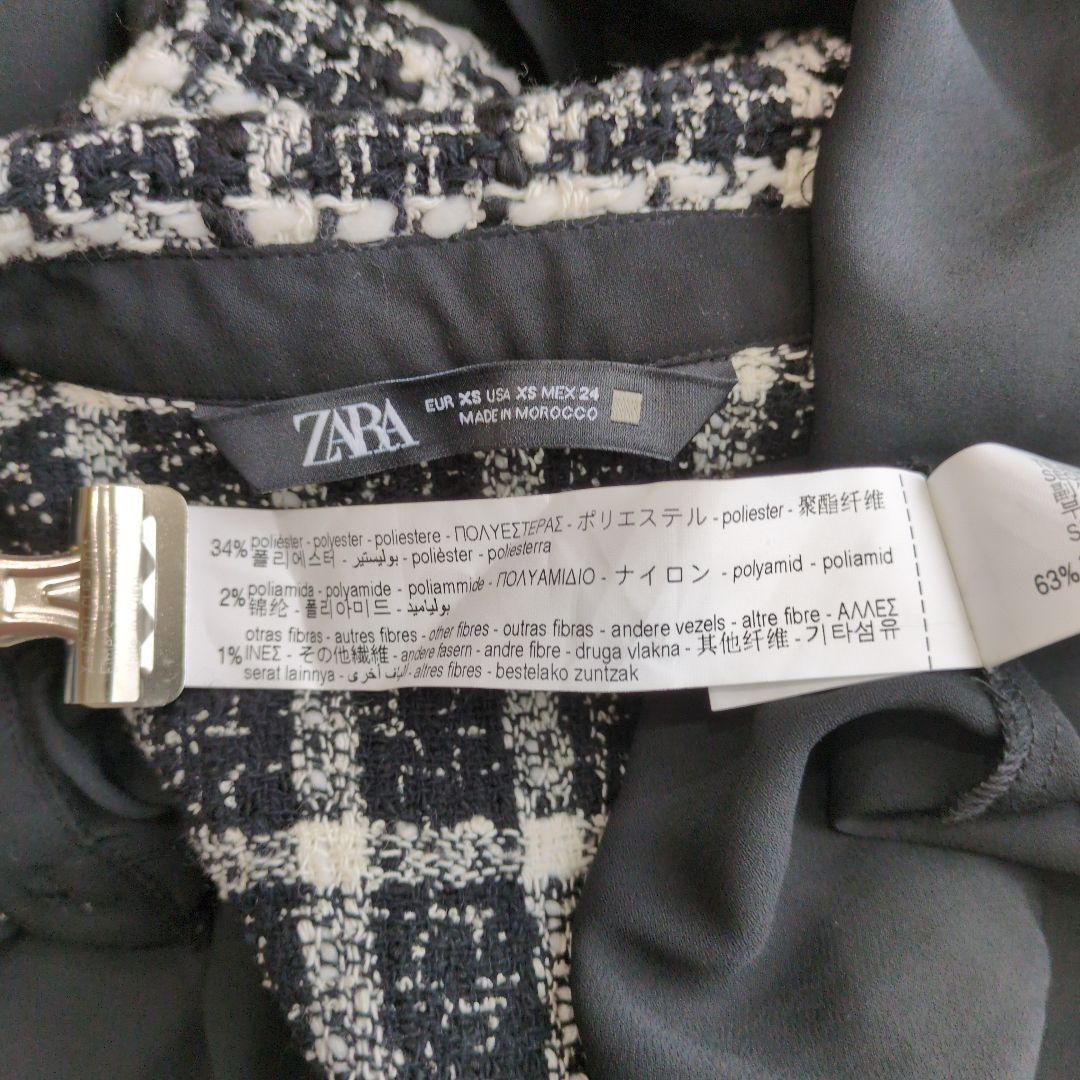 ZARA
EUR XS USA XS MEX 24
MADE IN MOROCCO
34% poliéster - polyester - poliestere - ΠΟΛΥΕΣΤΕΡΑΣ - ポリエステル - poliester - 聚酯纤维
폴리에스터 - بوليستير - polièster - poliesterra
2% poliamida - polyamide - poliammide - ΠΟΛΥΑΜΙΔΙΟ - ナイロン - polyamid - poliamid
锦纶 - 폴리아미드 - بولياميد
otras fibras - autres fibres - other fibres - outras fibras - andere vezels - altre fibre - ΑΛΛΕΣ
1% ΙΝΕΣ - その他繊維 - andere fasern - andre fibre - druga vlakna - 其他纤维 - 기타섬유
serat lainnya - ألياف أخرى - altres fibres - bestelako zuntzak
63%